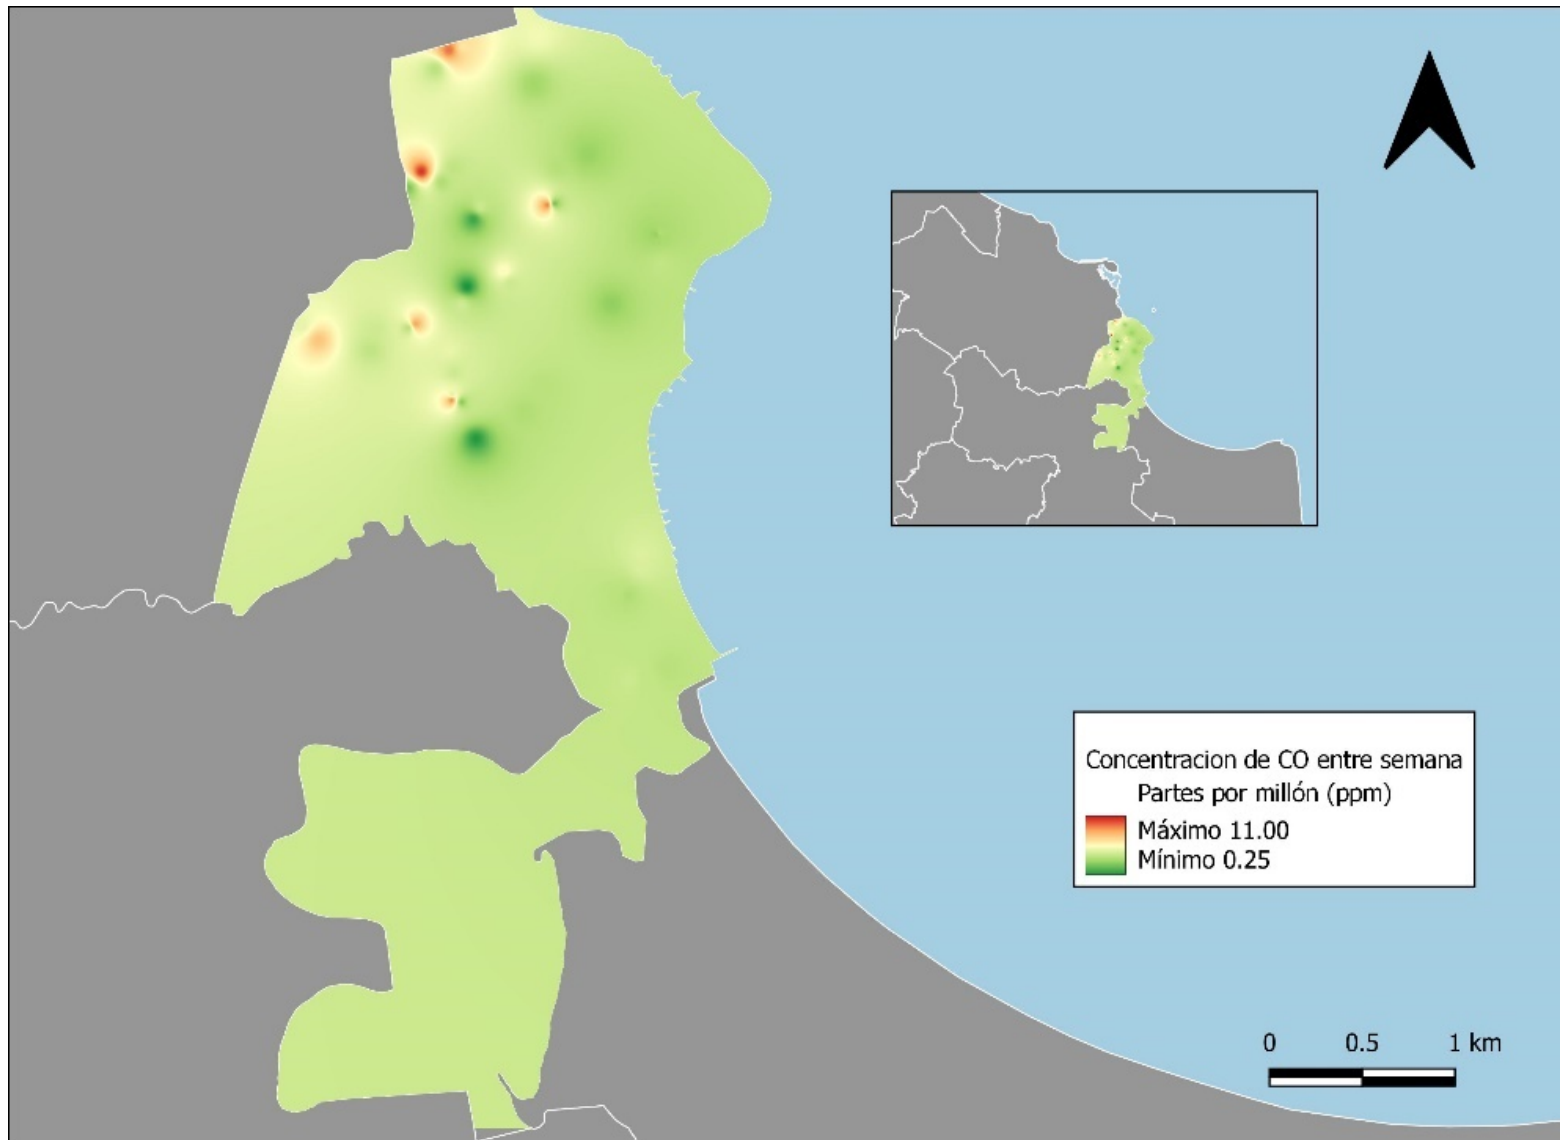 Concentracion de CO entre semana
Partes por millón (ppm)
Máximo 11.00
Mínimo 0.25
0 0.5 1 km